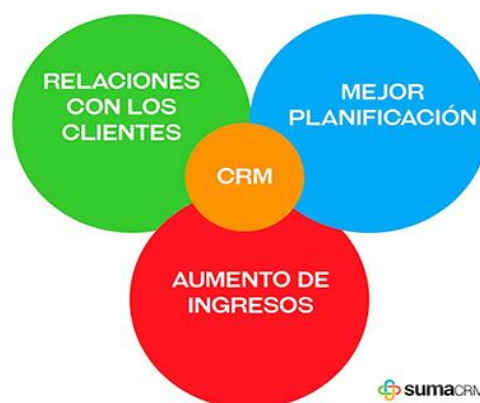 RELACIONES
CON LOS
CLIENTES
MEJOR
PLANIFICACIÓN
CRM
AUMENTO DE
INGRESOS
sumaCRM